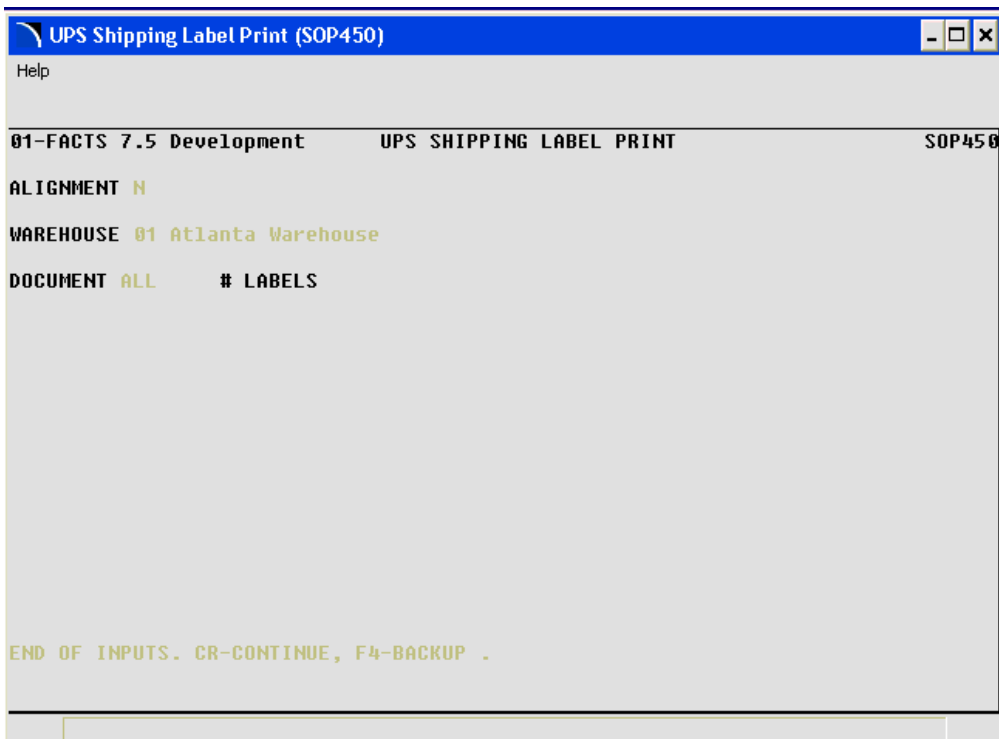 UPS Shipping Label Print (SOP450)
Help
01-FACTS 7.5 Development UPS SHIPPING LABEL PRINT SOP450
ALIGNMENT N
WAREHOUSE 01 Atlanta Warehouse
DOCUMENT ALL # LABELS
END OF INPUTS. CR-CONTINUE, F4-BACKUP .